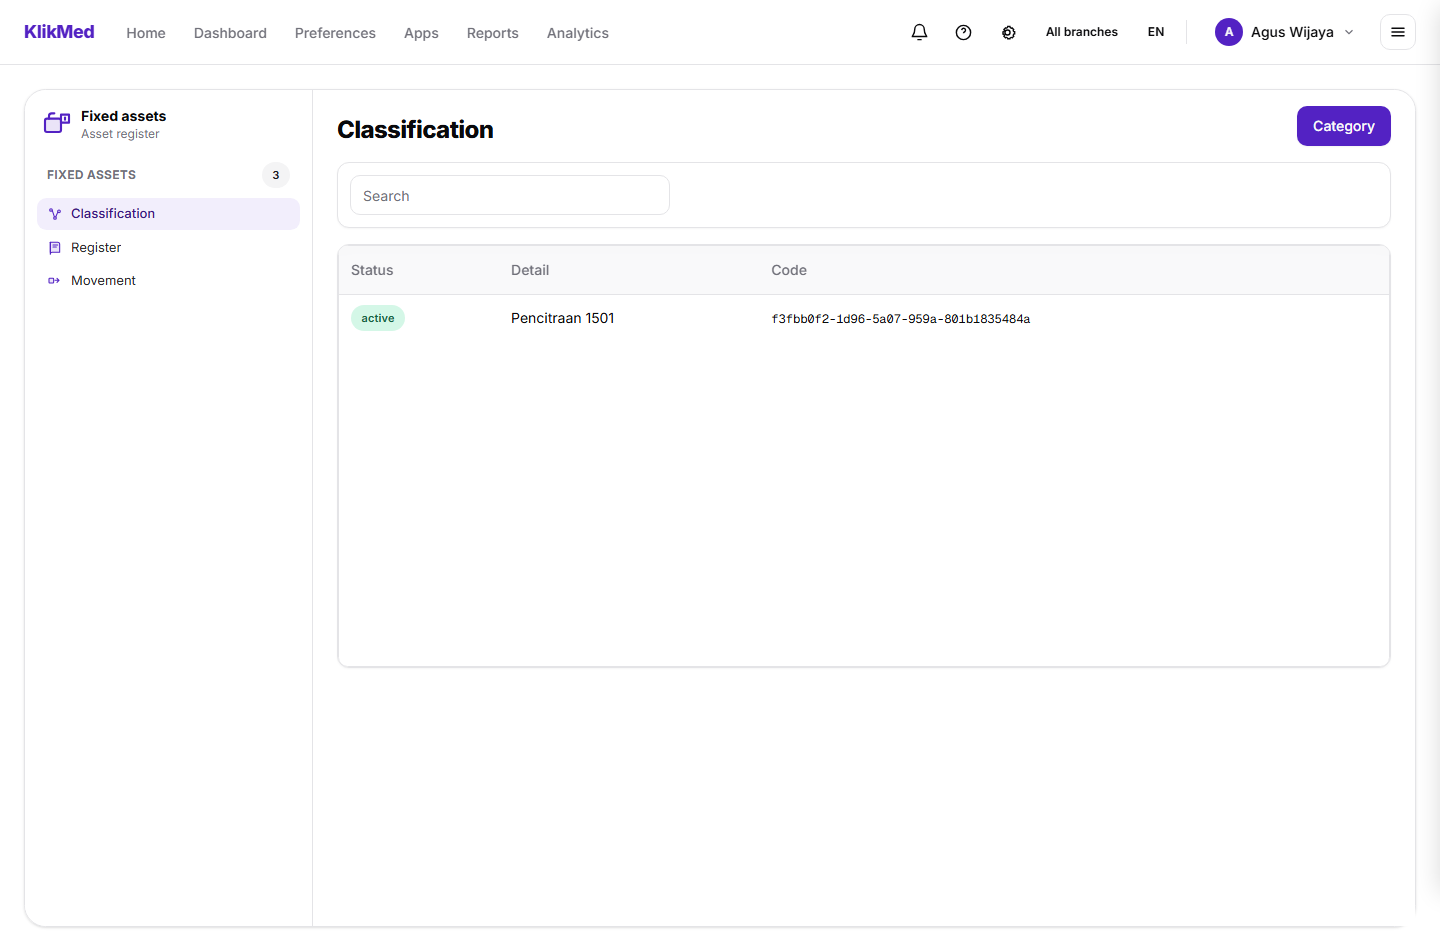 KlikMed
Home
Dashboard
Preferences
Apps
Reports
Analytics
All branches
EN
A
Agus Wijaya
Fixed assets
Asset register
FIXED ASSETS
3
Classification
Register
Movement
Classification
Category
Search
Status
Detail
Code
active
Pencitraan 1501
f3fbb0f2-1d96-5a07-959a-801b1835484a